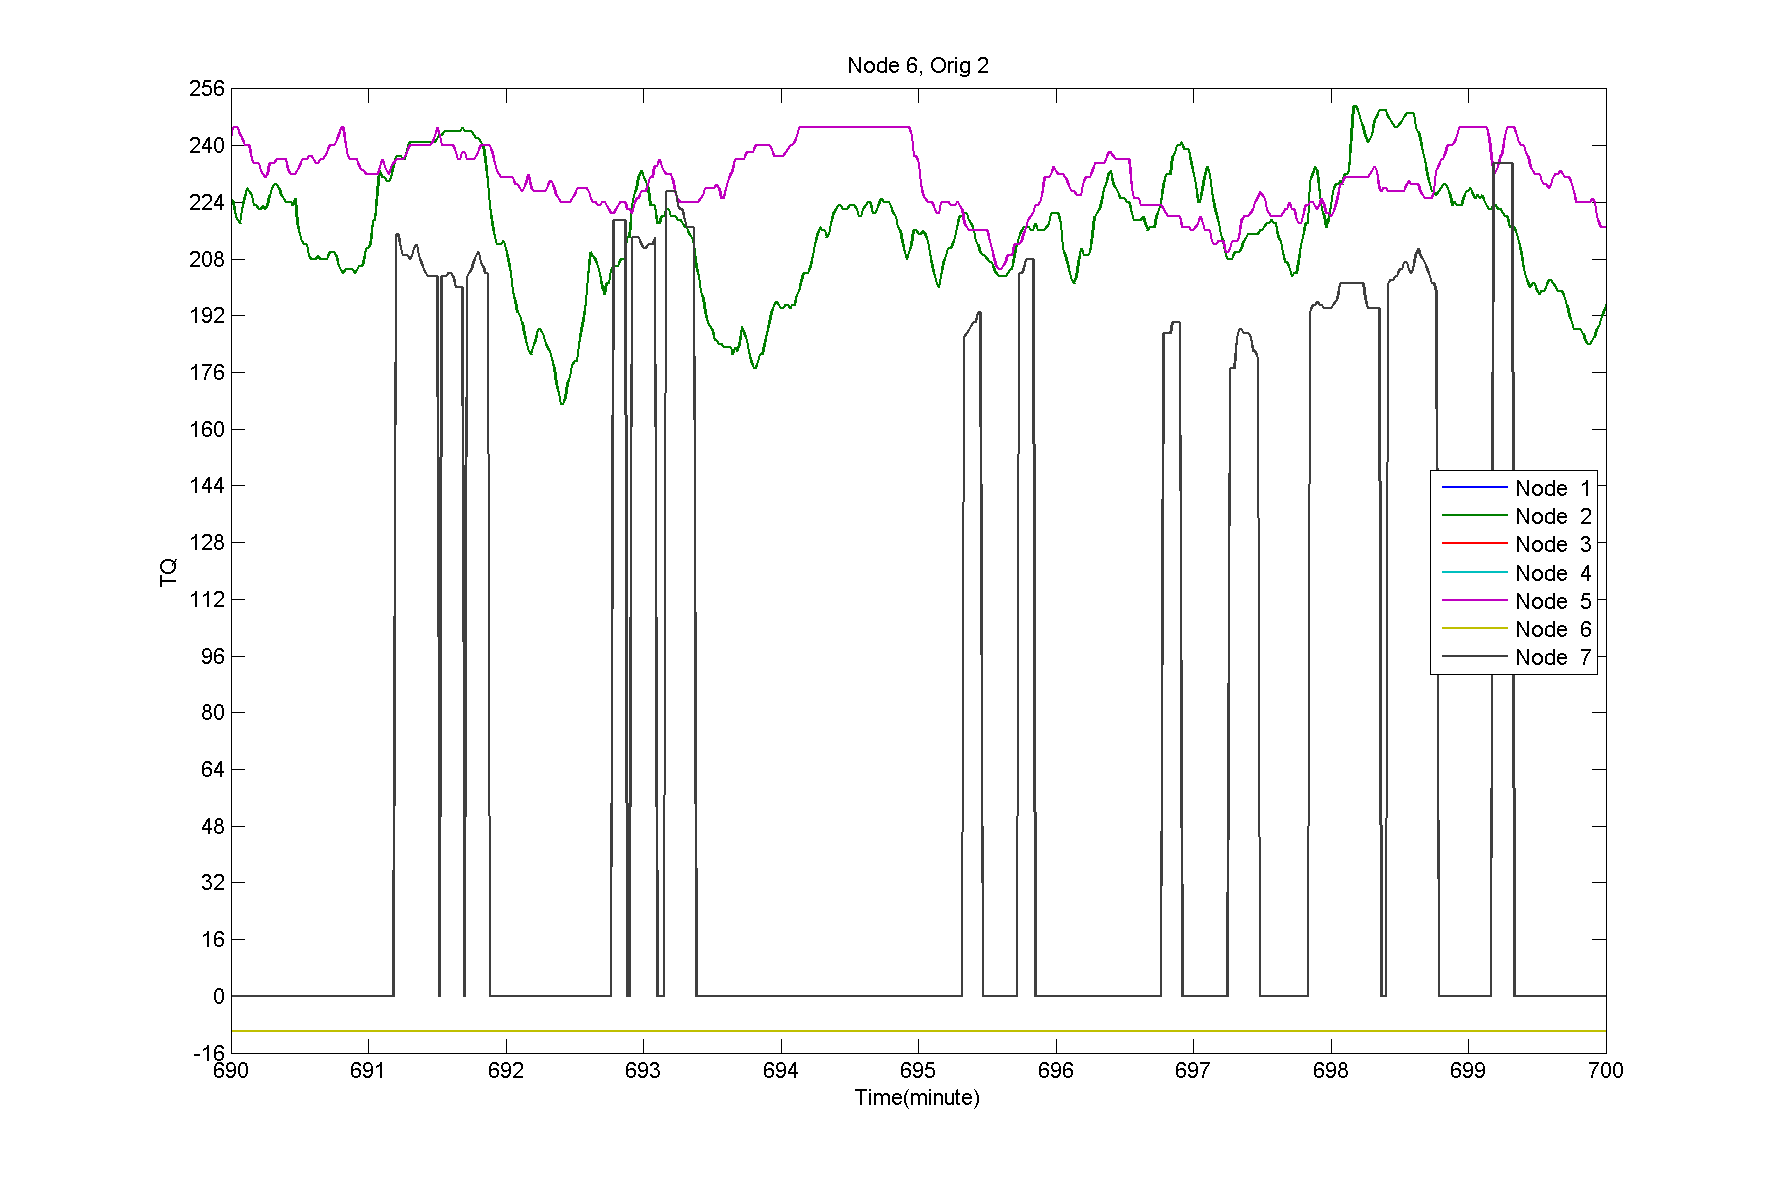 Node 6, Orig 2
256
240
224
208
192
176
160
144
128
112
96
80
64
48
32
16
0
-16
TQ
Node 1
Node 2
Node 3
Node 4
Node 5
Node 6
Node 7
690 691 692 693 694 695 696 697 698 699 700
Time(minute)